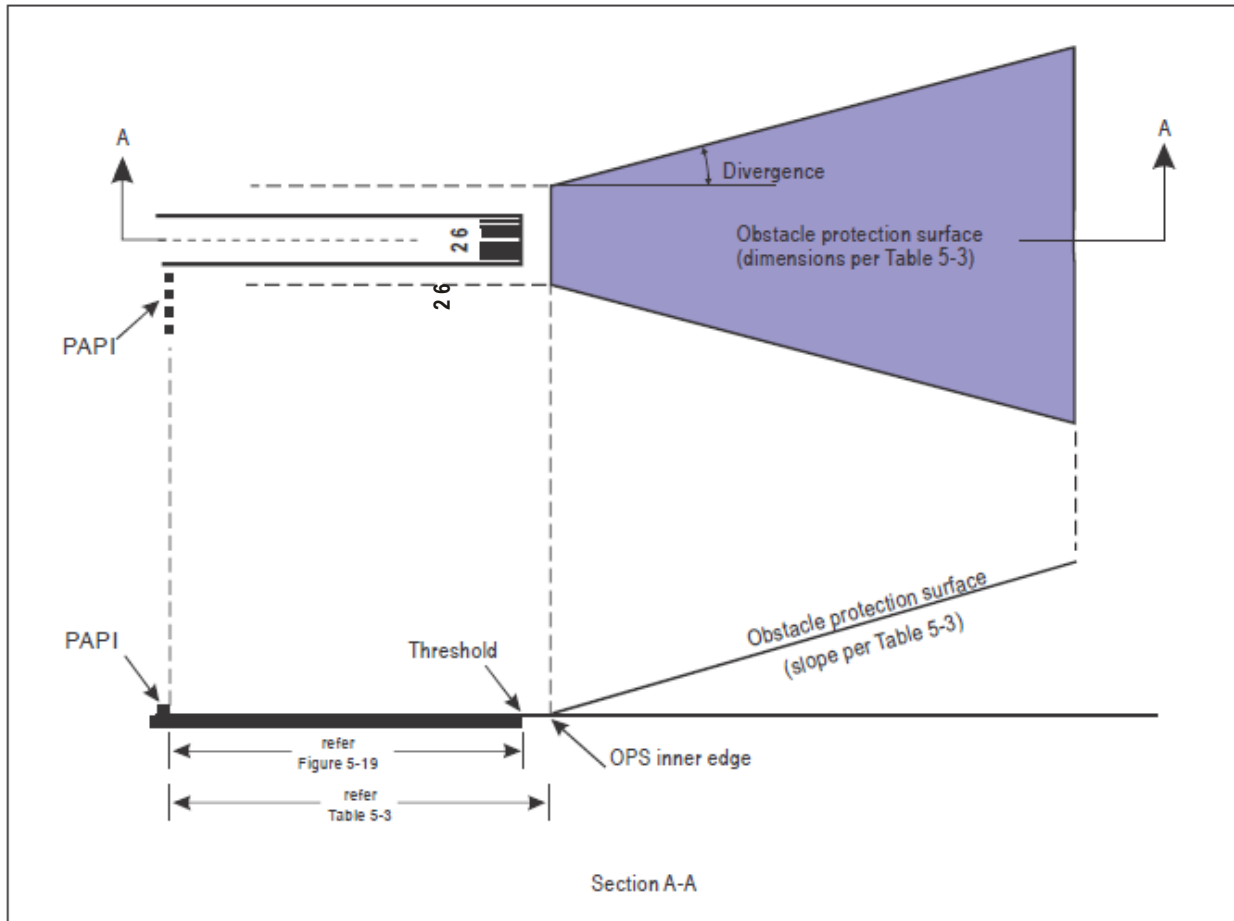 A
A
Divergence
26
Obstacle protection surface
(dimensions per Table 5-3)
26
PAPI
Obstacle protection surface
(slope per Table 5-3)
PAPI
Threshold
refer
Figure 5-19
OPS inner edge
refer
Table 5-3
Section A-A